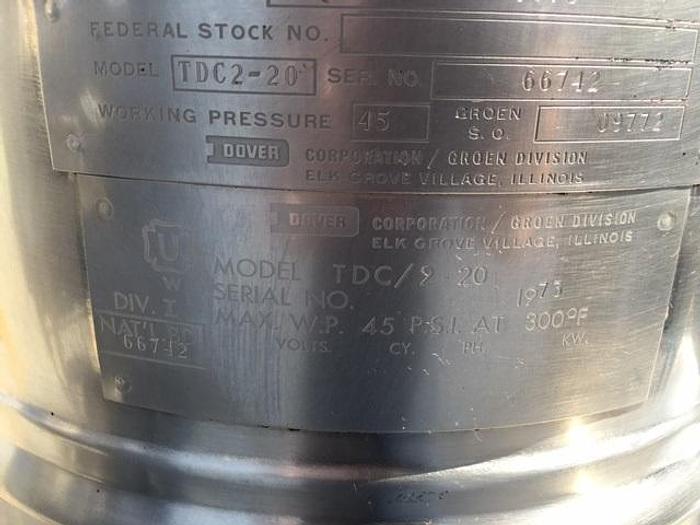 FEDERAL STOCK NO.
MODEL TDC2-20 SER. NO. 66742
WORKING PRESSURE 45 GROEN S.O. U9772
DOVER CORPORATION / GROEN DIVISION
ELK GROVE VILLAGE, ILLINOIS
DOVER CORPORATION / GROEN DIVISION
ELK GROVE VILLAGE, ILLINOIS
U
W
DIV. I
NAT'L BD
66742
MODEL TDC/9-20
SERIAL NO. 1973
MAX. W.P. 45 P.S.I. AT 300°F
VOLTS. CY. PH. KW.